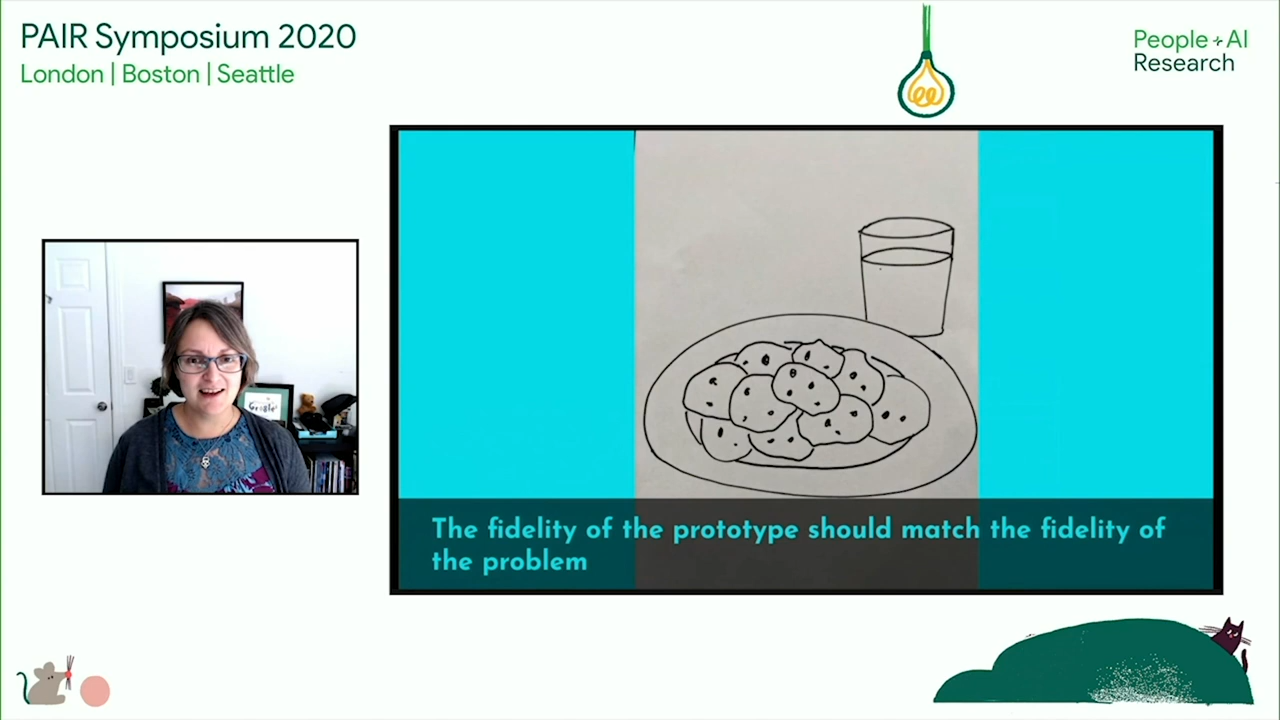 PAIR Symposium 2020
London | Boston | Seattle
People + AI
Research
The fidelity of the prototype should match the fidelity of
the problem